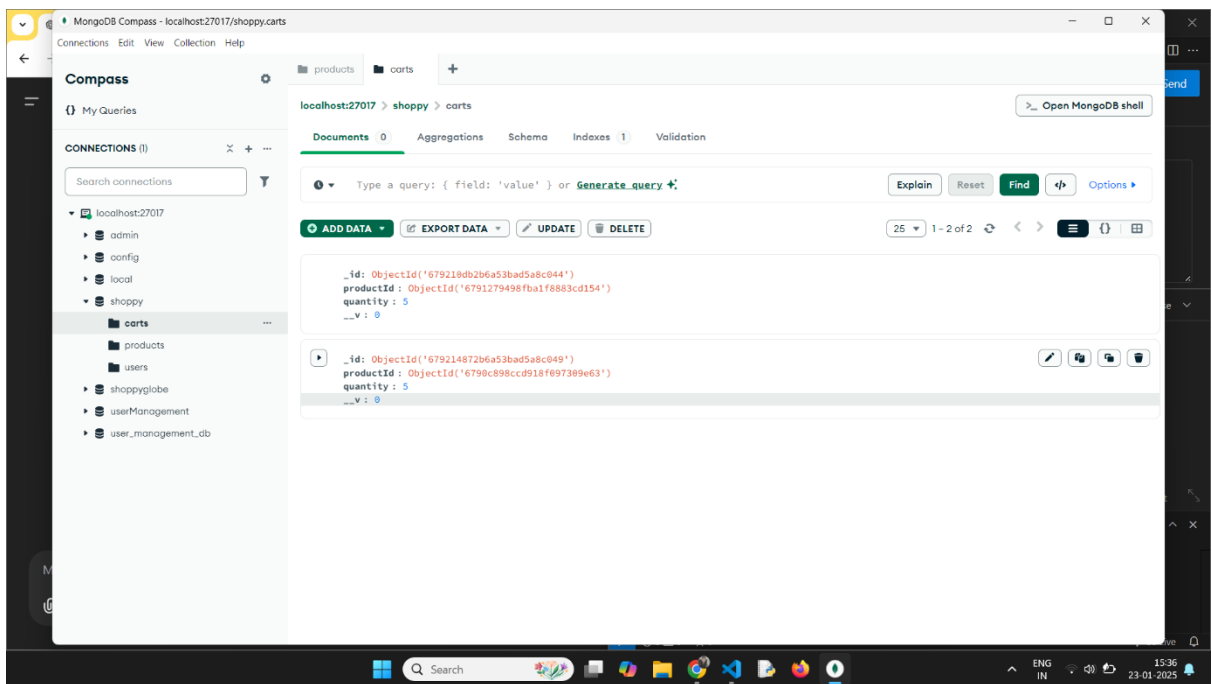 MongoDB Compass - localhost:27017/shoppy.carts
Connections Edit View Collection Help
Compass
{} My Queries
CONNECTIONS (1)
Search connections
localhost:27017
admin
config
local
shoppy
carts
products
users
shoppyglobe
userManagement
user_management_db
products carts
localhost:27017 > shoppy > carts
>_ Open MongoDB shell
Documents 0 Aggregations Schema Indexes 1 Validation
Type a query: { field: 'value' } or Generate query
Explain Reset Find </> Options
ADD DATA EXPORT DATA UPDATE DELETE
25 1 – 2 of 2 {}
_id: ObjectId('679210db2b6a53bad5a8c044')
productId : ObjectId('6791279498fba1f8883cd154')
quantity : 5
__v : 0
_id: ObjectId('679214872b6a53bad5a8c049')
productId : ObjectId('6790c898ccd918f097309e63')
quantity : 5
__v : 0
Send
Search
ENG
IN
15:36
23-01-2025